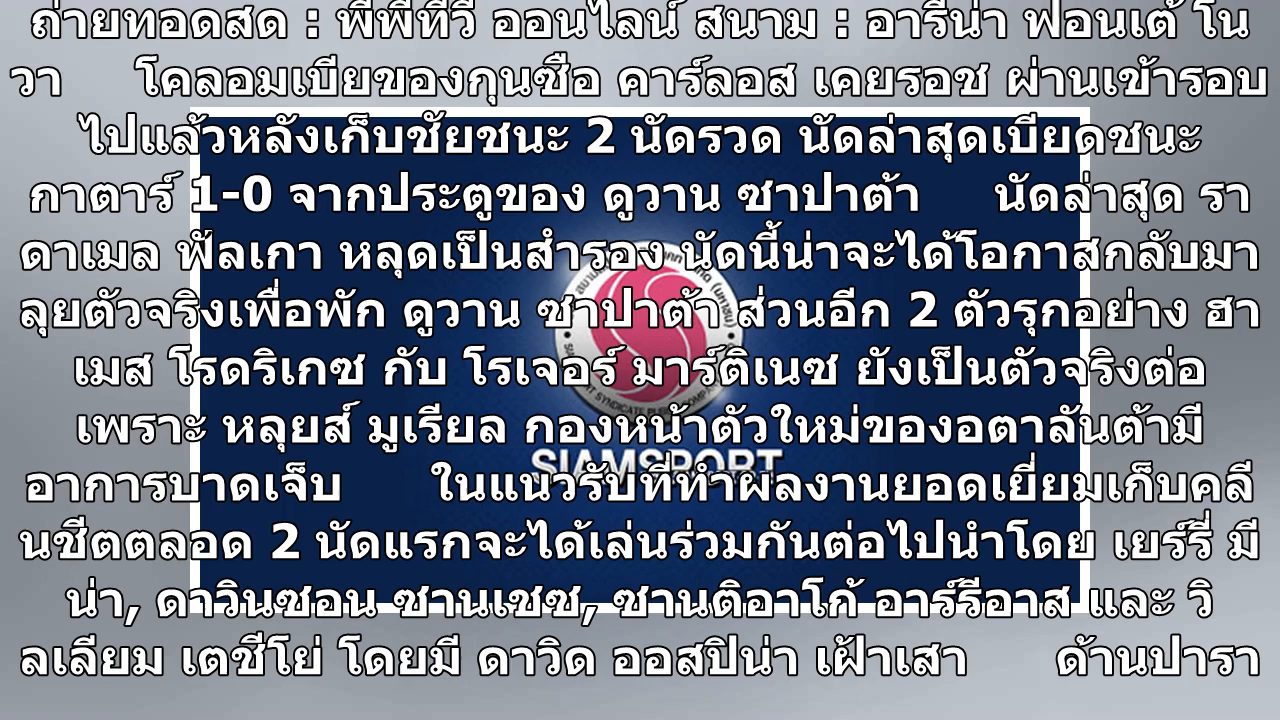 ถ่ายทอดสด : พีพีทีวี ออนไลน์ สนาม : อารีน่า ฟอนเต้ โน
วา โคลอมเบียของกุนซือ คาร์ลอส เคยรอช ผ่านเข้ารอบ
ไปแล้วหลังเก็บชัยชนะ 2 นัดรวด นัดล่าสุดเบียดชนะ
กาตาร์ 1-0 จากประตูของ ดูวาน ซาปาต้า นัดล่าสุด รา
ดาเมล ฟัลเกา หลุดเป็นสำรอง นัดนี้น่าจะได้โอกาสกลับมา
ลุยตัวจริงเพื่อพัก ดูวาน ซาปาต้า ส่วนอีก 2 ตัวรุกอย่าง ฮา
เมส โรดริเกซ กับ โรเจอร์ มาร์ติเนซ ยังเป็นตัวจริงต่อ
เพราะ หลุยส์ มูเรียล กองหน้าตัวใหม่ของอตาลันต้ามี
อาการบาดเจ็บ ในแนวรับที่ทำผลงานยอดเยี่ยมเก็บคลี
นชีตตลอด 2 นัดแรกจะได้เล่นร่วมกันต่อไปนำโดย เยร์รี่ มี
น่า, ดาวินซอน ซานเชซ, ซานติอาโก้ อาร์รีอาส และ วิ
ลเลียม เตชีโย่ โดยมี ดาวิด ออสปิน่า เฝ้าเสา ด้านปารา
SIAMSPORT